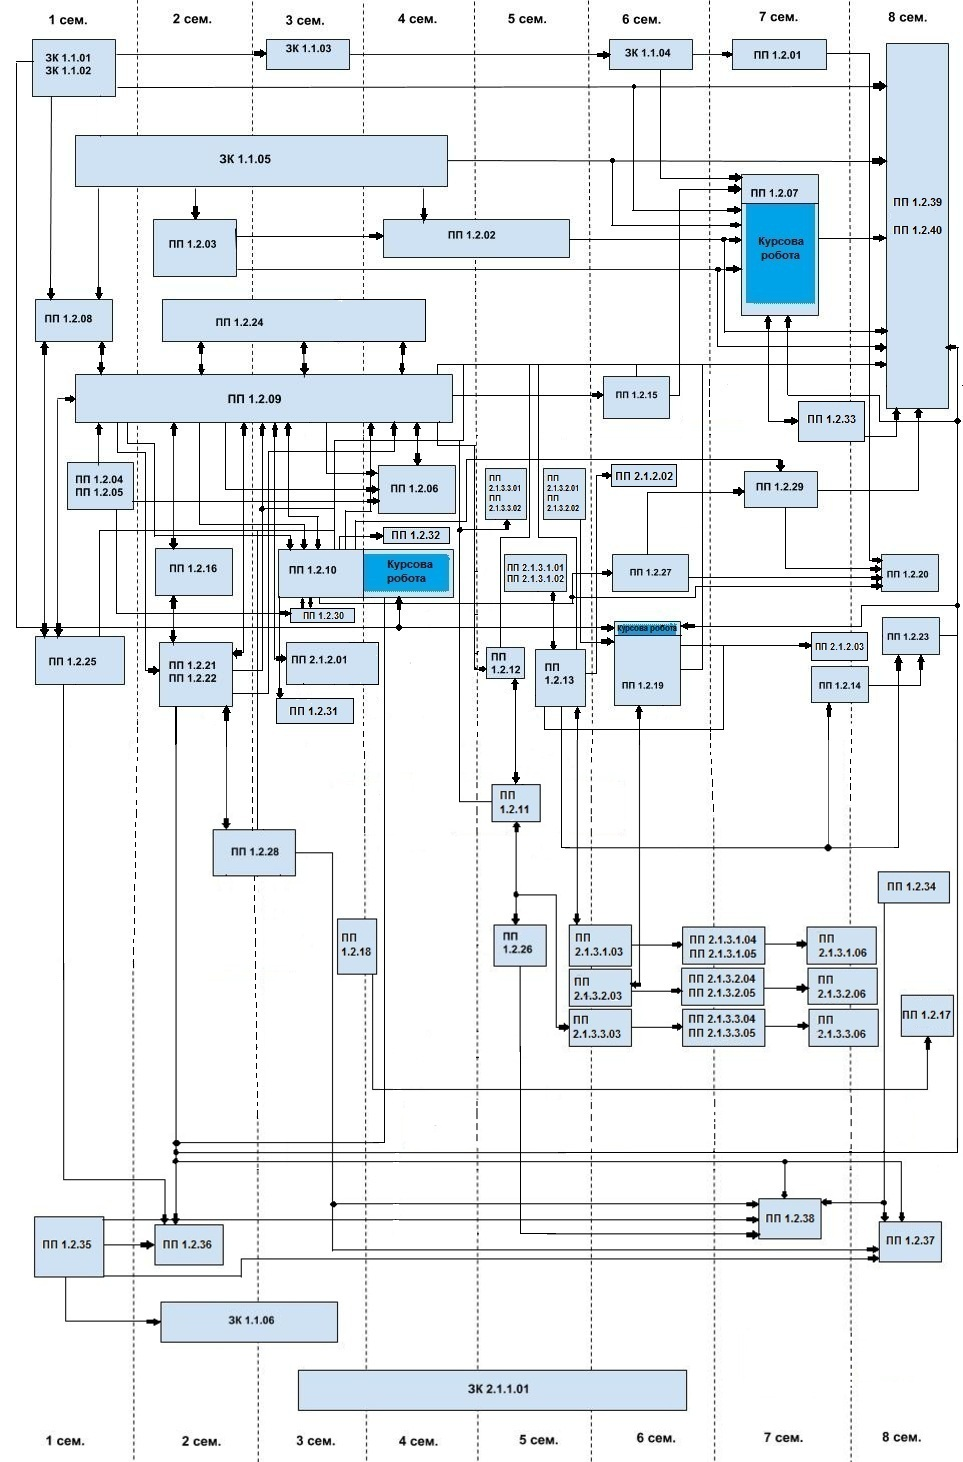 1 сем.
2 сем.
3 сем.
4 сем.
5 сем.
6 сем.
7 сем.
8 сем.
ЗК 1.1.01
ЗК 1.1.02
ЗК 1.1.03
ЗК 1.1.04
ПП 1.2.01
ЗК 1.1.05
ПП 1.2.07
Курсова
робота
ПП 1.2.39
ПП 1.2.40
ПП 1.2.03
ПП 1.2.02
ПП 1.2.08
ПП 1.2.24
ПП 1.2.09
ПП 1.2.15
ПП 1.2.33
ПП 1.2.04
ПП 1.2.05
ПП 1.2.06
ПП
2.1.3.3.01
ПП
2.1.3.3.02
ПП
2.1.3.2.01
ПП
2.1.3.2.02
ПП 2.1.2.02
ПП 1.2.29
ПП 1.2.32
ПП 1.2.16
ПП 1.2.10
Курсова
робота
ПП 2.1.3.1.01
ПП 2.1.3.1.02
ПП 1.2.27
ПП 1.2.20
ПП 1.2.30
курсова робота
ПП 1.2.19
ПП 1.2.23
ПП 2.1.2.03
ПП 1.2.25
ПП 1.2.21
ПП 1.2.22
ПП 2.1.2.01
ПП
1.2.12
ПП
1.2.13
ПП 1.2.14
ПП 1.2.31
ПП
1.2.11
ПП 1.2.28
ПП 1.2.34
ПП
1.2.18
ПП
1.2.26
ПП
2.1.3.1.03
ПП 2.1.3.1.04
ПП 2.1.3.1.05
ПП
2.1.3.1.06
ПП
2.1.3.2.03
ПП 2.1.3.2.04
ПП 2.1.3.2.05
ПП
2.1.3.2.06
ПП
2.1.3.3.03
ПП 2.1.3.3.04
ПП 2.1.3.3.05
ПП
2.1.3.3.06
ПП 1.2.17
ПП 1.2.35
ПП 1.2.36
ПП 1.2.38
ПП 1.2.37
ЗК 1.1.06
ЗК 2.1.1.01
1 сем.
2 сем.
3 сем.
4 сем.
5 сем.
6 сем.
7 сем.
8 сем.